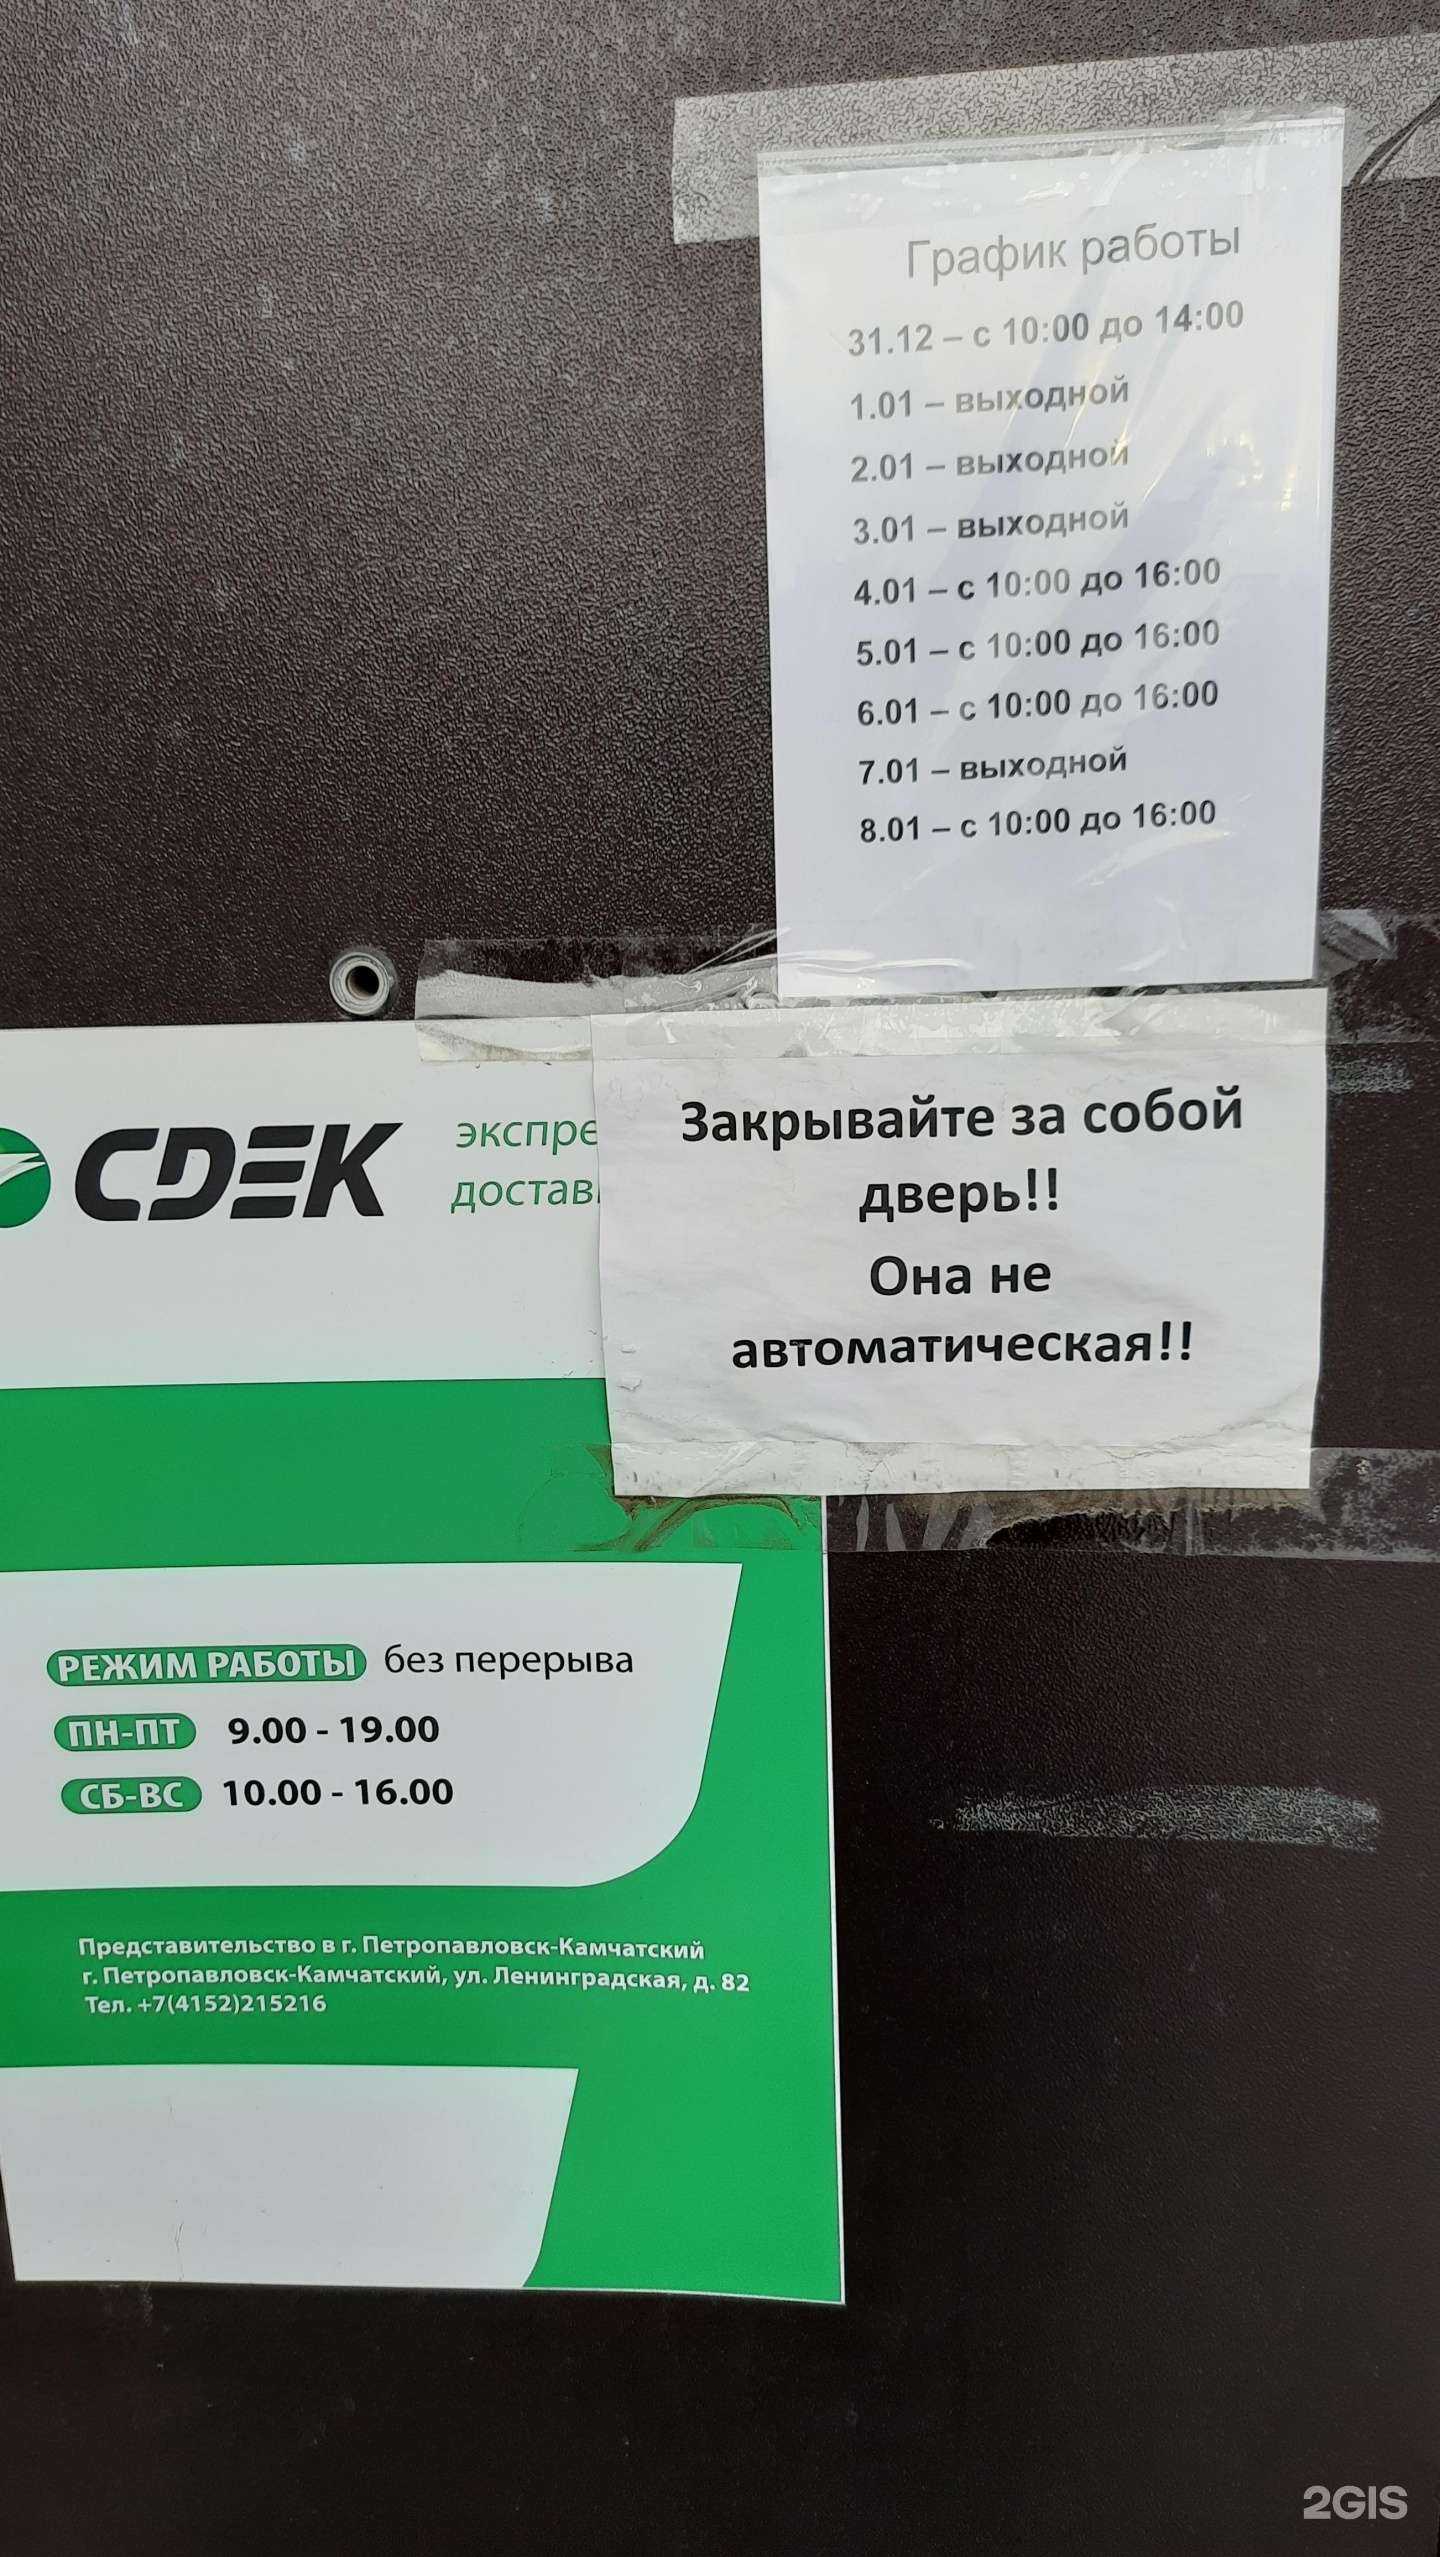 График работы
31.12 – с 10:00 до 14:00
1.01 – выходной
2.01 – выходной
3.01 – выходной
4.01 – с 10:00 до 16:00
5.01 – с 10:00 до 16:00
6.01 – с 10:00 до 16:00
7.01 – выходной
8.01 – с 10:00 до 16:00
Закрывайте за собой
дверь!!
Она не
автоматическая!!
CDEK
экспре
достав
РЕЖИМ РАБОТЫ без перерыва
ПН-ПТ 9.00 - 19.00
СБ-ВС 10.00 - 16.00
Представительство в г. Петропавловск-Камчатский
г. Петропавловск-Камчатский, ул. Ленинградская, д. 82
Тел. +7(4152)215216
2GIS